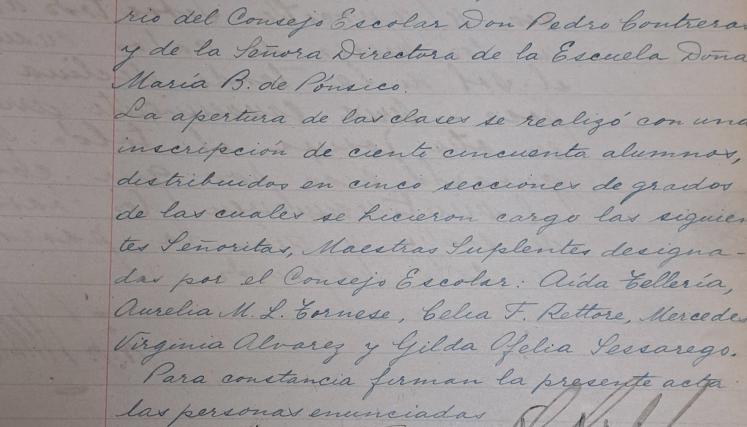 rio del Consejo Escolar Don Pedro Contreras
y de la Señora Directora de la Escuela Doña
María B. de Pónsico.
La apertura de las clases se realizó con una
inscripción de ciento cincuenta alumnos,
distribuidos en cinco secciones de grados
de las cuales se hicieron cargo las siguien
tes Señoritas, Maestras Suplentes designa-
das por el Consejo Escolar: Aída Tellería,
Aurelia M. L. Tornese, Celia F. Rettore, Mercedes
Virginia Alvarez y Gilda Ofelia Sessarego.
Para constancia firman la presente acta
las personas enunciadas